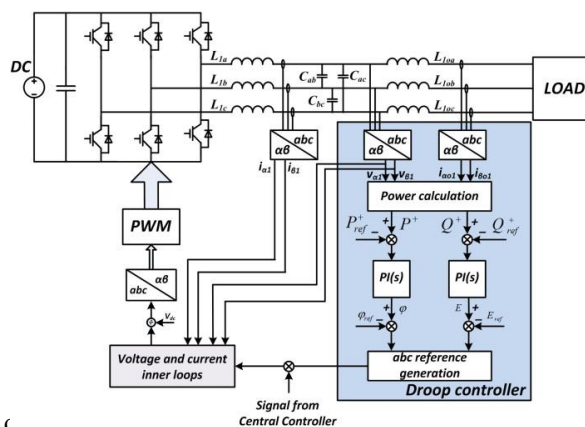 DC
L1a
L1b
L1c
Cab
Cac
Cbc
L1oa
L1ob
L1oc
LOAD
abc
αβ
iα1
iβ1
abc
αβ
vα1
vβ1
abc
αβ
iαo1
iβo1
Power calculation
P+ref
P+
Q+
Q+ref
PI(s)
PI(s)
φref
φ
E
Eref
abc reference
generation
Droop controller
PWM
αβ
abc
vdc
Voltage and current
inner loops
Signal from
Central Controller